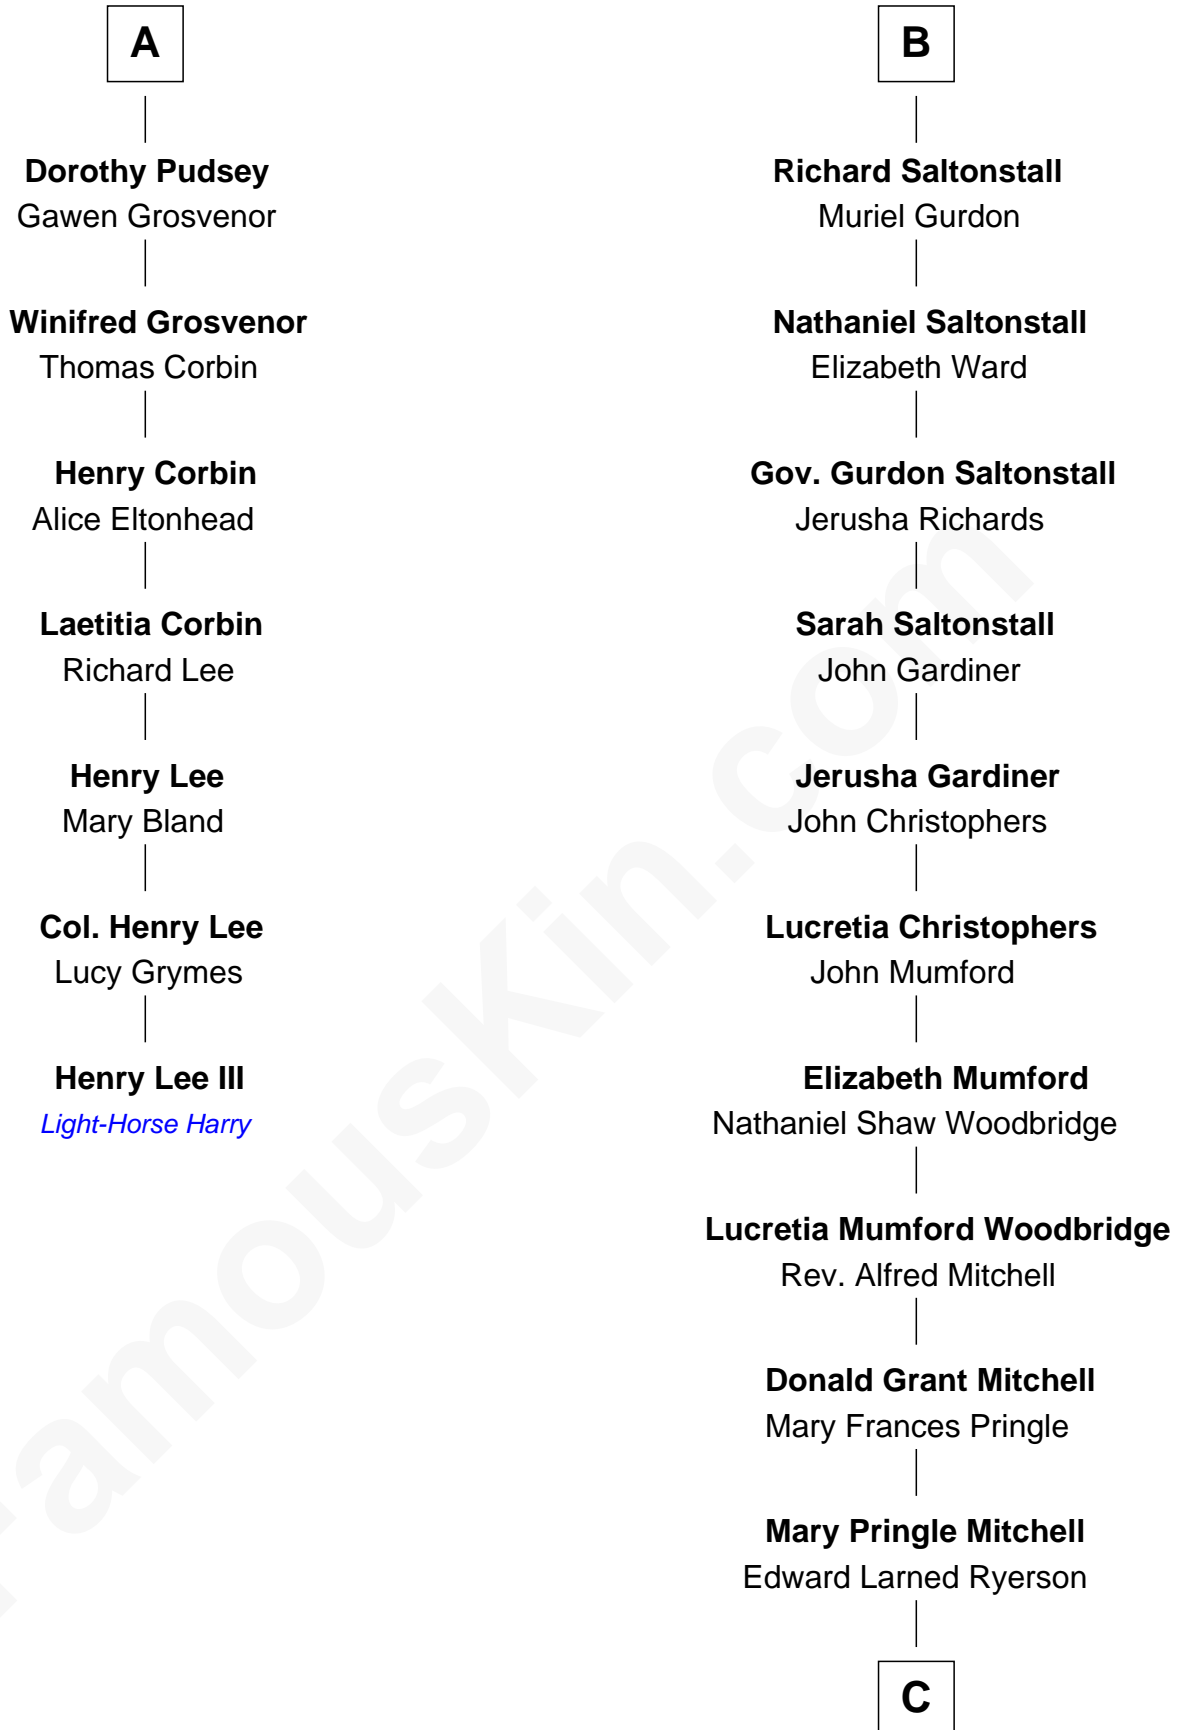 A
Dorothy Pudsey
Gawen Grosvenor
Winifred Grosvenor
Thomas Corbin
Henry Corbin
Alice Eltonhead
Laetitia Corbin
Richard Lee
Henry Lee
Mary Bland
Col. Henry Lee
Lucy Grymes
Henry Lee III
Light-Horse Harry
B
Richard Saltonstall
Muriel Gurdon
Nathaniel Saltonstall
Elizabeth Ward
Gov. Gurdon Saltonstall
Jerusha Richards
Sarah Saltonstall
John Gardiner
Jerusha Gardiner
John Christophers
Lucretia Christophers
John Mumford
Elizabeth Mumford
Nathaniel Shaw Woodbridge
Lucretia Mumford Woodbridge
Rev. Alfred Mitchell
Donald Grant Mitchell
Mary Frances Pringle
Mary Pringle Mitchell
Edward Larned Ryerson
C
FamousKin.com